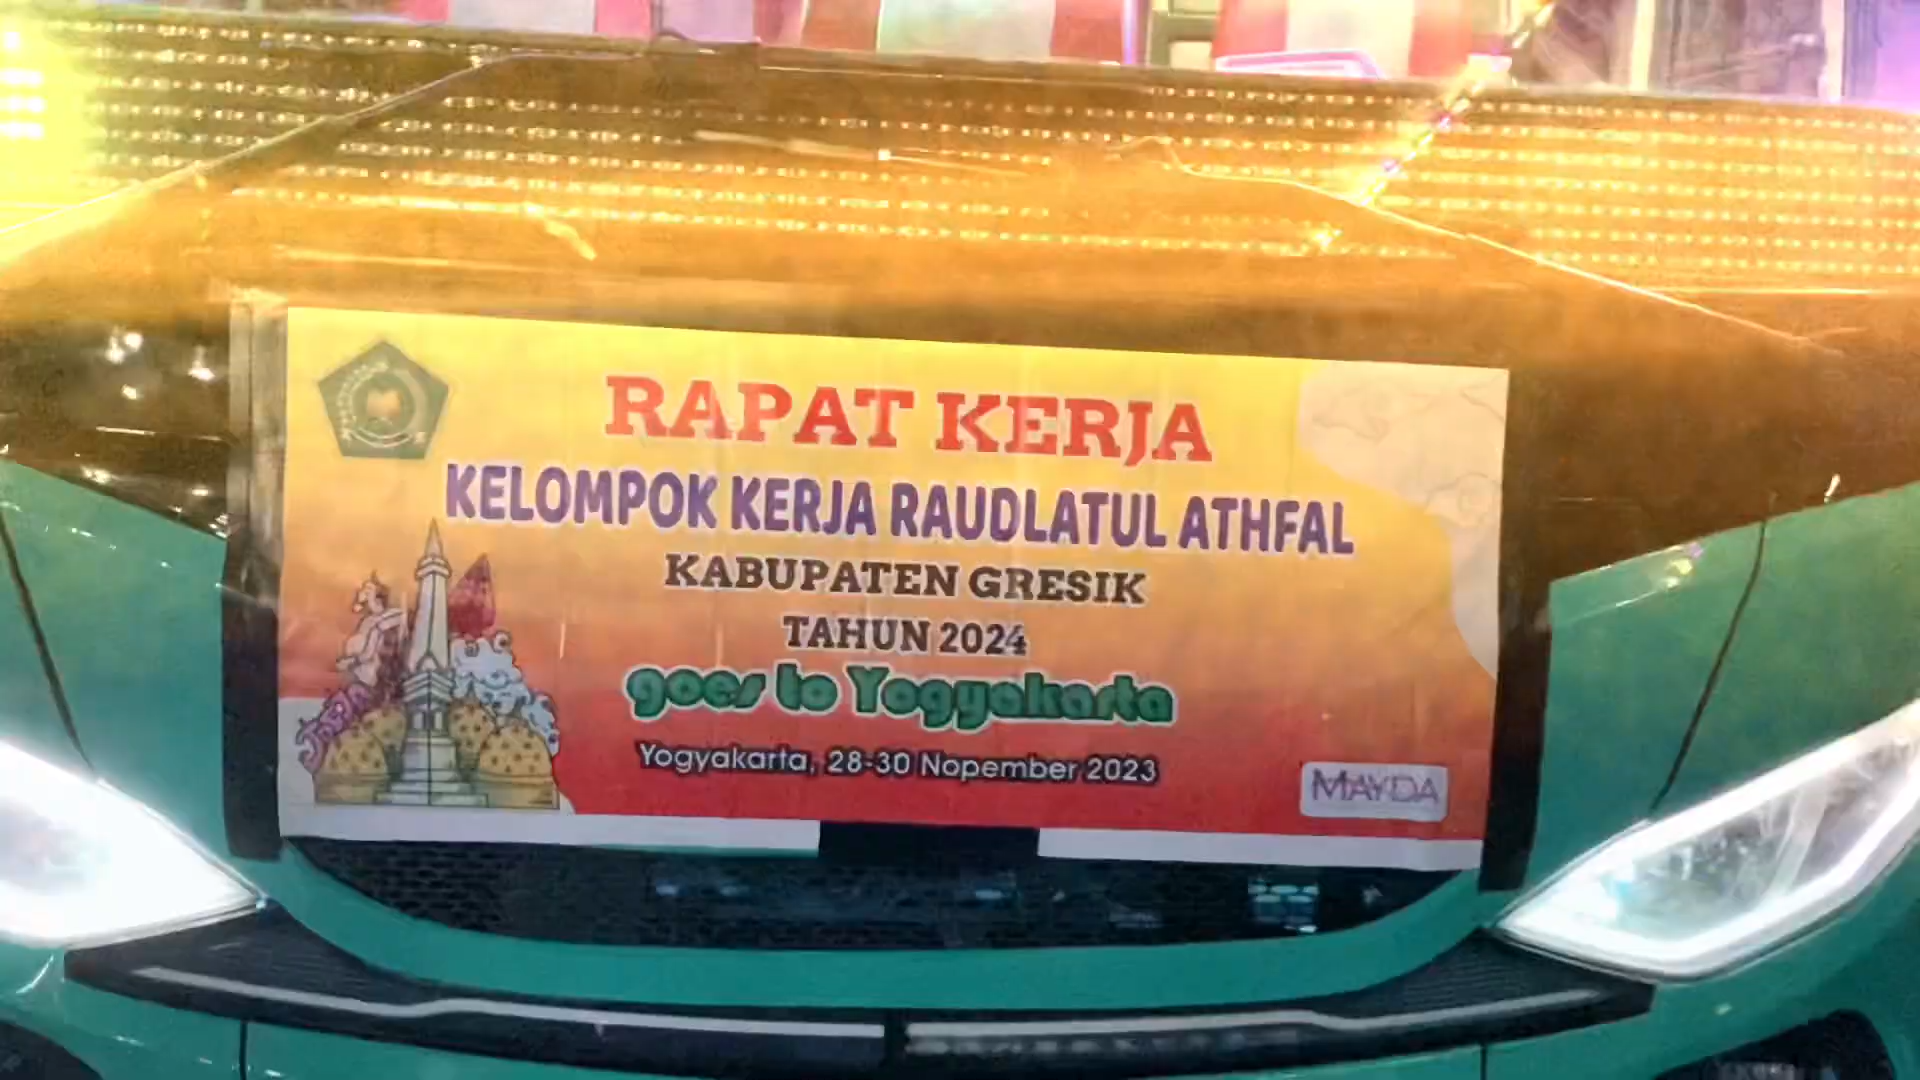 RAPAT KERJA
KELOMPOK KERJA RAUDLATUL ATHFAL
KABUPATEN GRESIK
TAHUN 2024
goes to Yogyakarta
Yogyakarta, 28-30 Nopember 2023
JOGJA
MAYDA